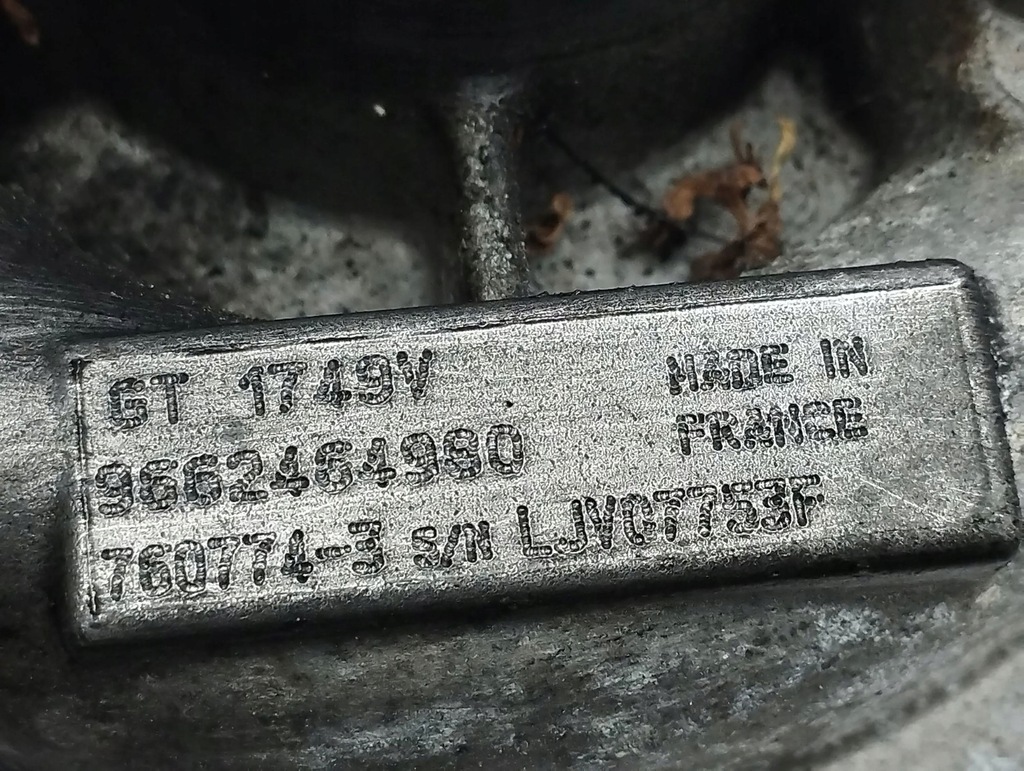 GT 1749V
MADE IN
FRANCE
9662464980
760774-3 S/N LJV07753F